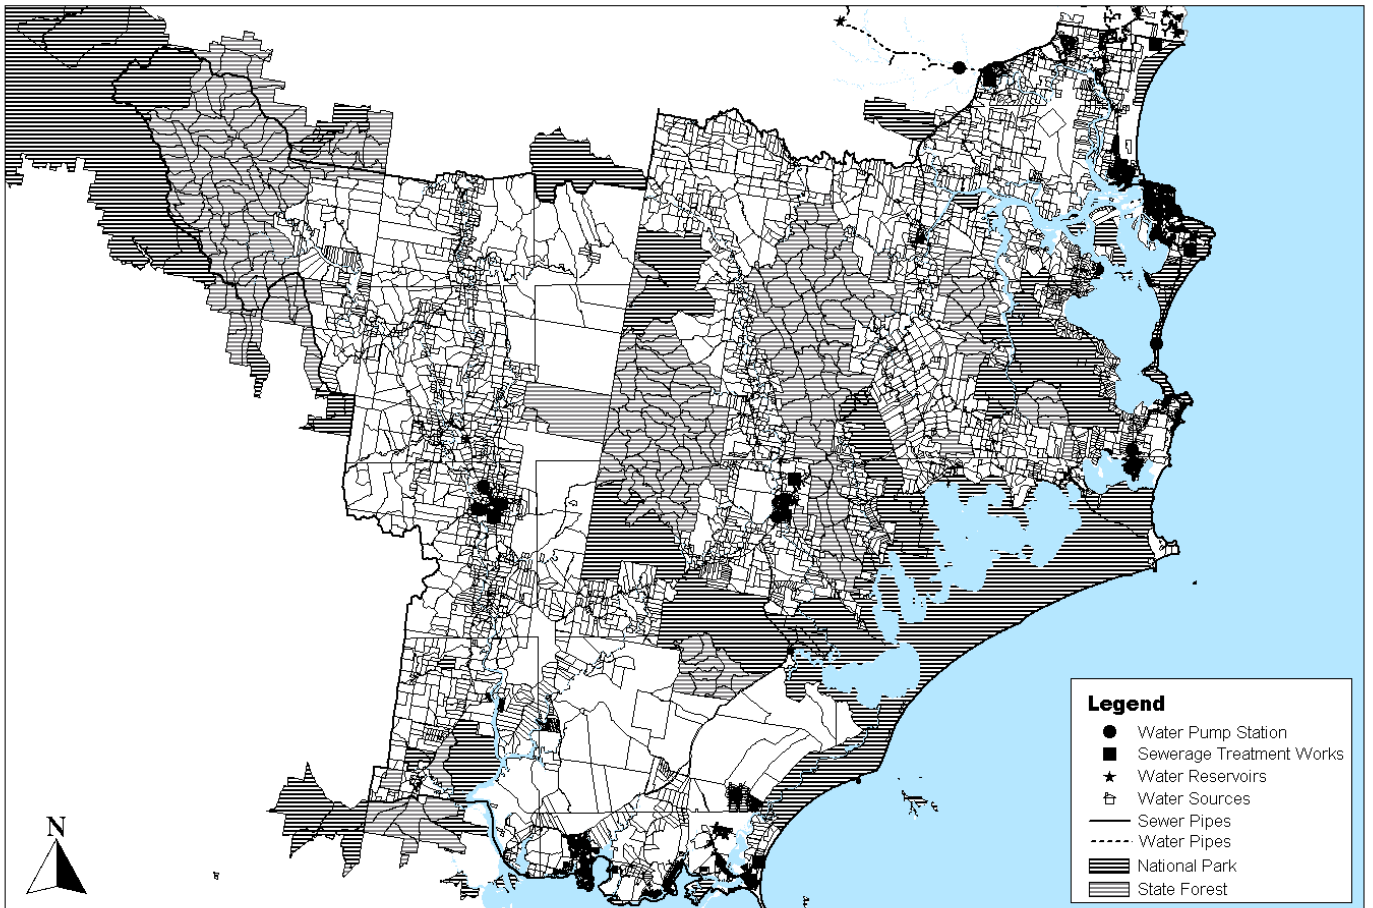 Legend
Water Pump Station
Sewerage Treatment Works
Water Reservoirs
Water Sources
Sewer Pipes
Water Pipes
National Park
State Forest
N